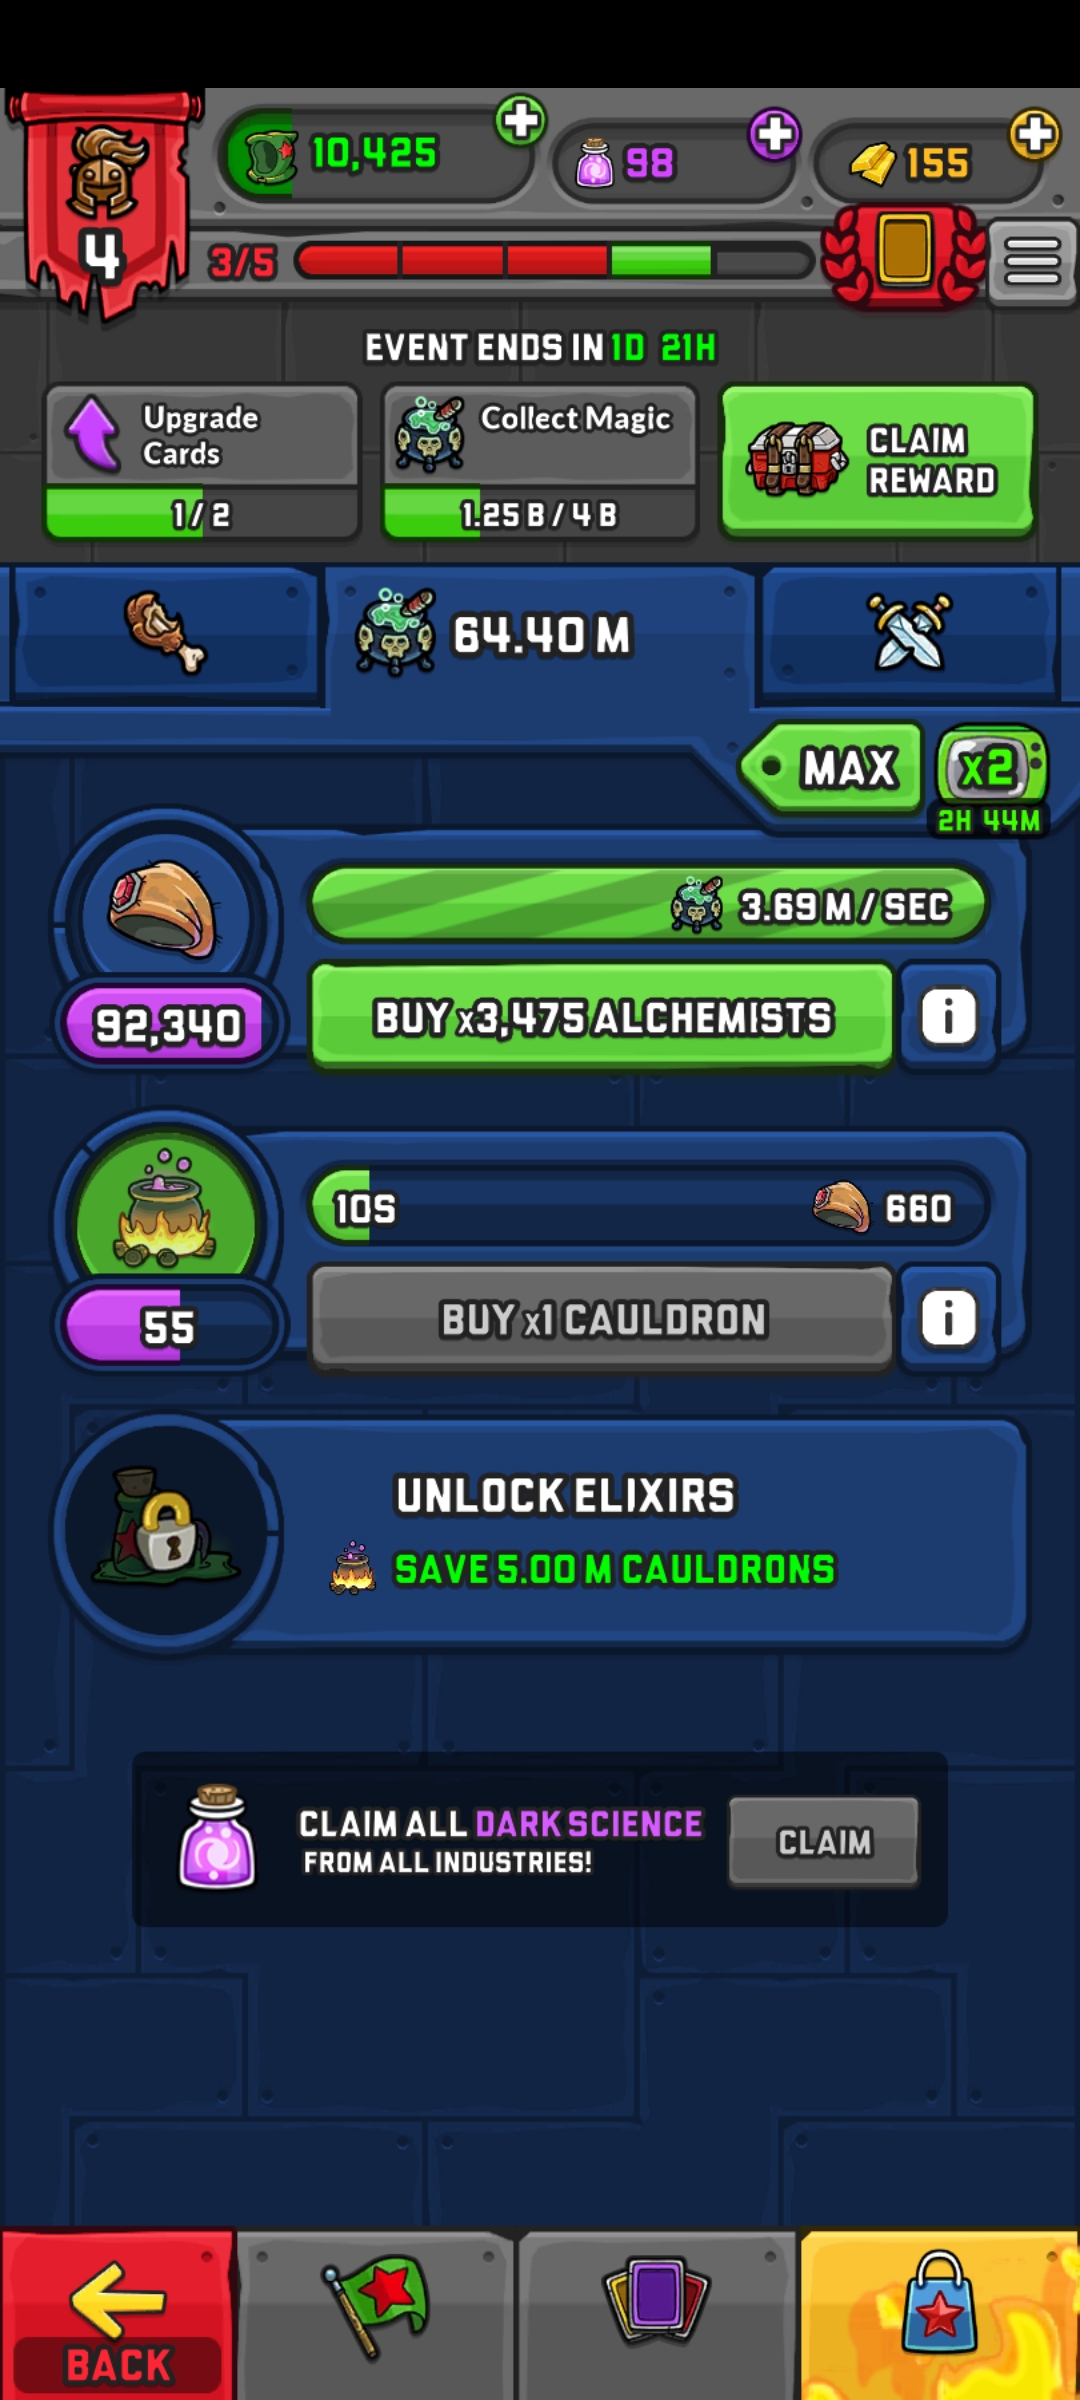 10,425
98
155
4
3/5
EVENT ENDS IN 1D 21H
Upgrade
Cards
1 / 2
Collect Magic
1.25 B / 4 B
CLAIM
REWARD
64.40 M
MAX
x2
2H 44M
3.69 M / SEC
92,340
BUY x3,475 ALCHEMISTS
i
10S
660
55
BUY x1 CAULDRON
i
UNLOCK ELIXIRS
SAVE 5.00 M CAULDRONS
CLAIM ALL DARK SCIENCE
FROM ALL INDUSTRIES!
CLAIM
BACK